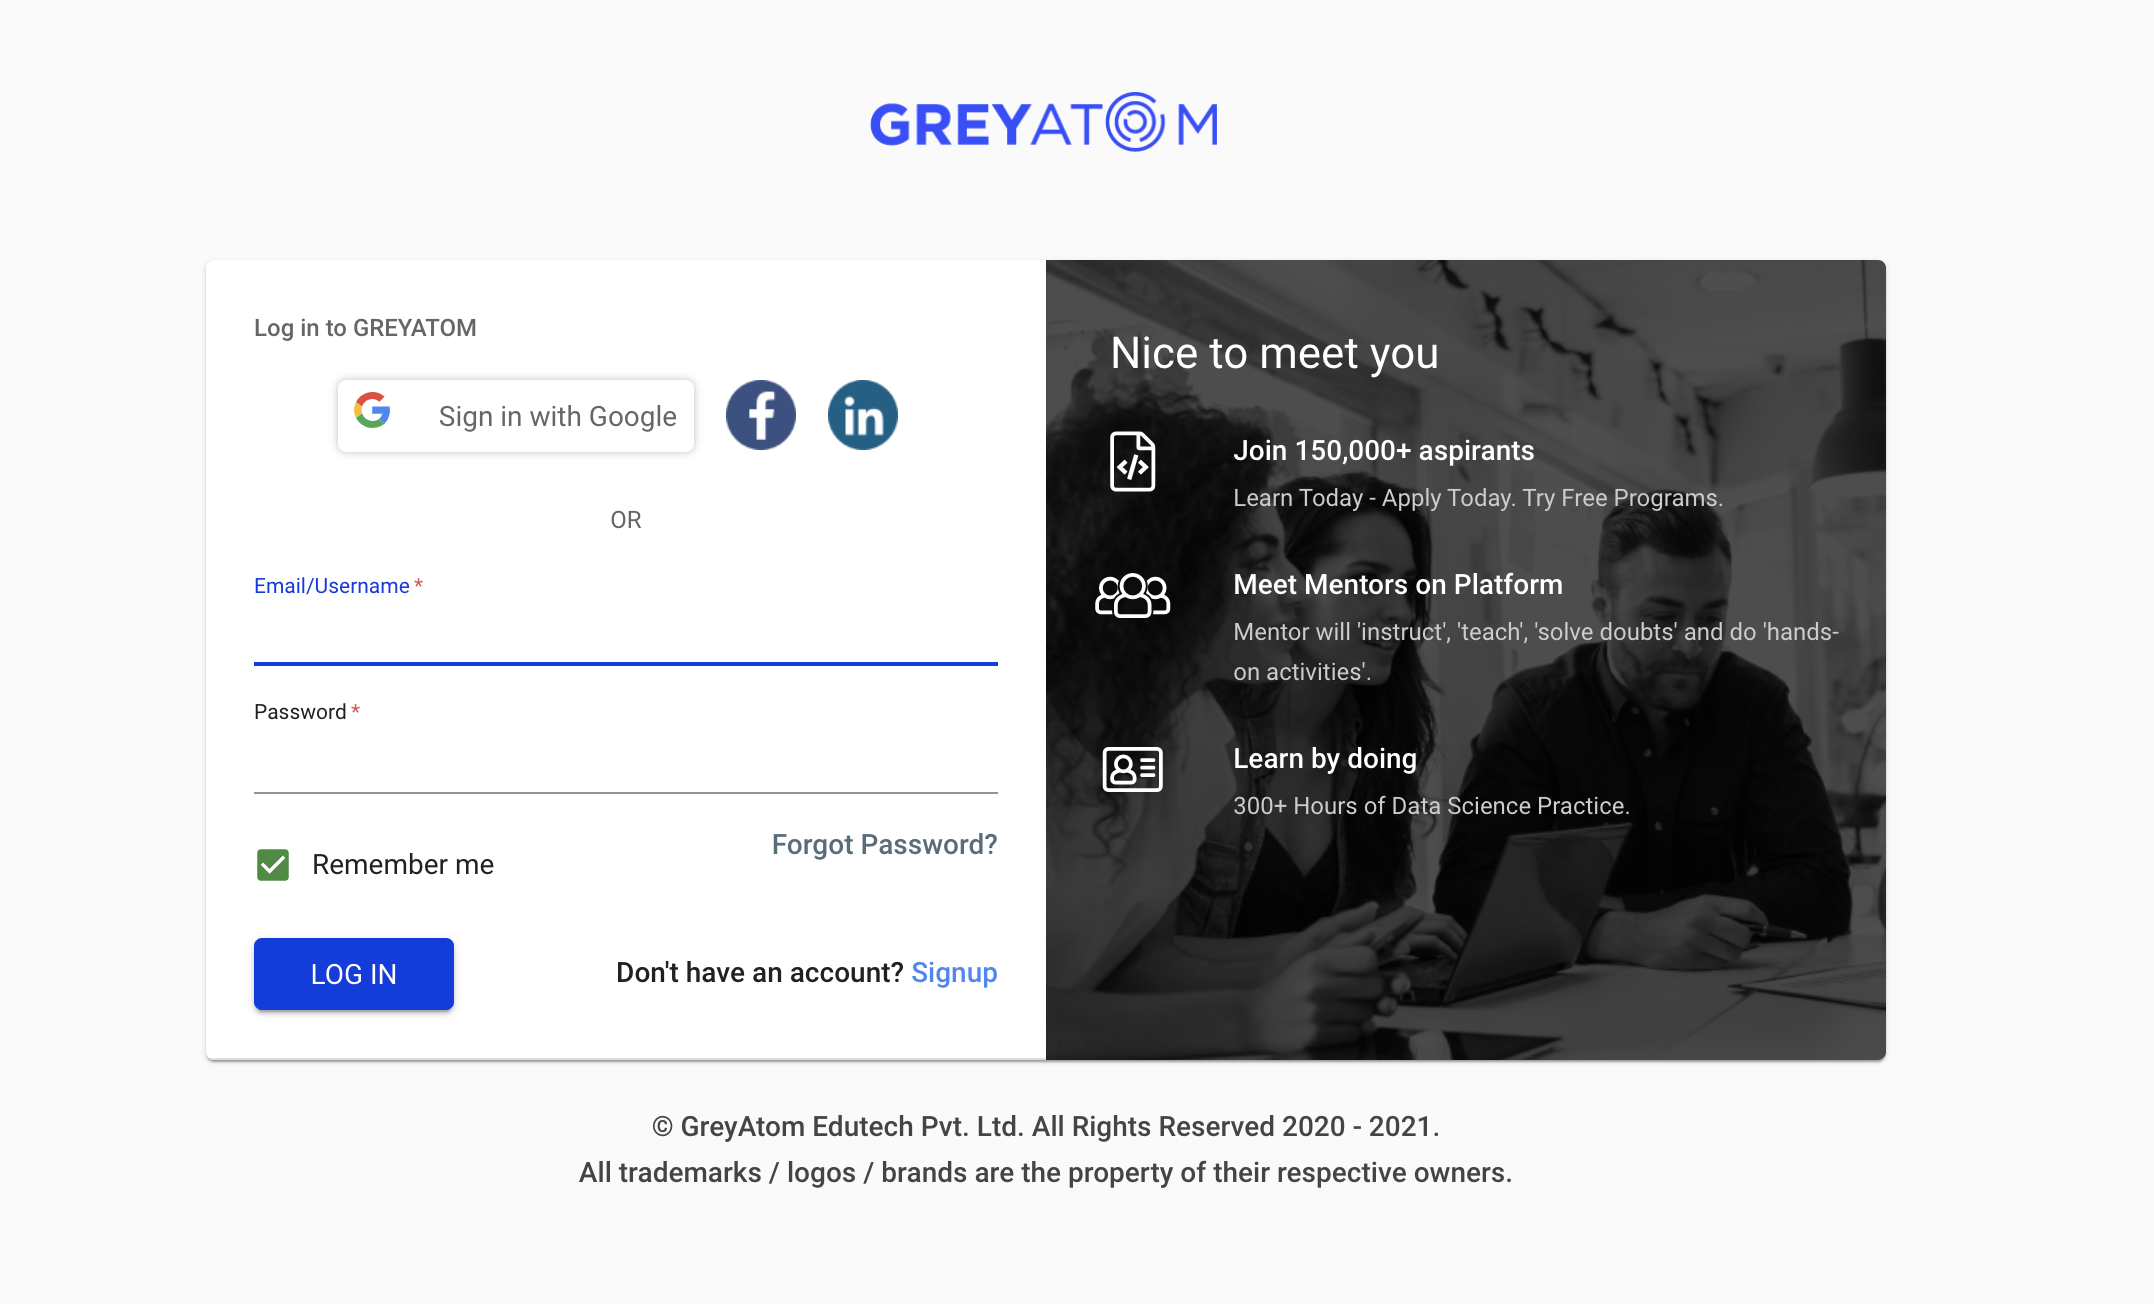 GREYATOM
Log in to GREYATOM
Sign in with Google
f
in
OR
Email/Username *
Password *
Remember me
Forgot Password?
LOG IN
Don't have an account? Signup
Nice to meet you
Join 150,000+ aspirants
Learn Today - Apply Today. Try Free Programs.
Meet Mentors on Platform
Mentor will 'instruct', 'teach', 'solve doubts' and do 'hands-
on activities'.
Learn by doing
300+ Hours of Data Science Practice.
© GreyAtom Edutech Pvt. Ltd. All Rights Reserved 2020 - 2021.
All trademarks / logos / brands are the property of their respective owners.